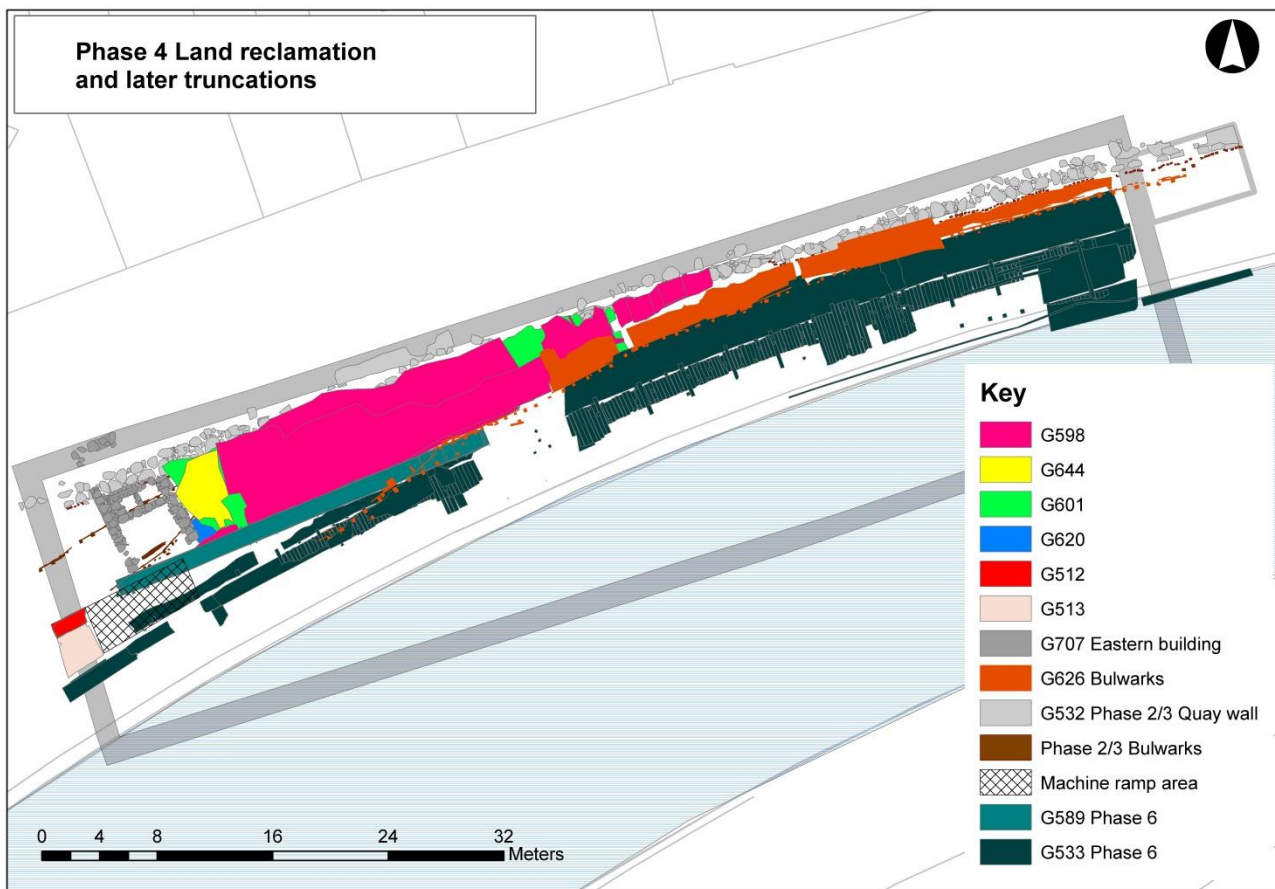 Phase 4 Land reclamation
and later truncations
Key
G598
G644
G601
G620
G512
G513
G707 Eastern building
G626 Bulwarks
G532 Phase 2/3 Quay wall
Phase 2/3 Bulwarks
Machine ramp area
G589 Phase 6
G533 Phase 6
0 4 8 16 24 32
Meters